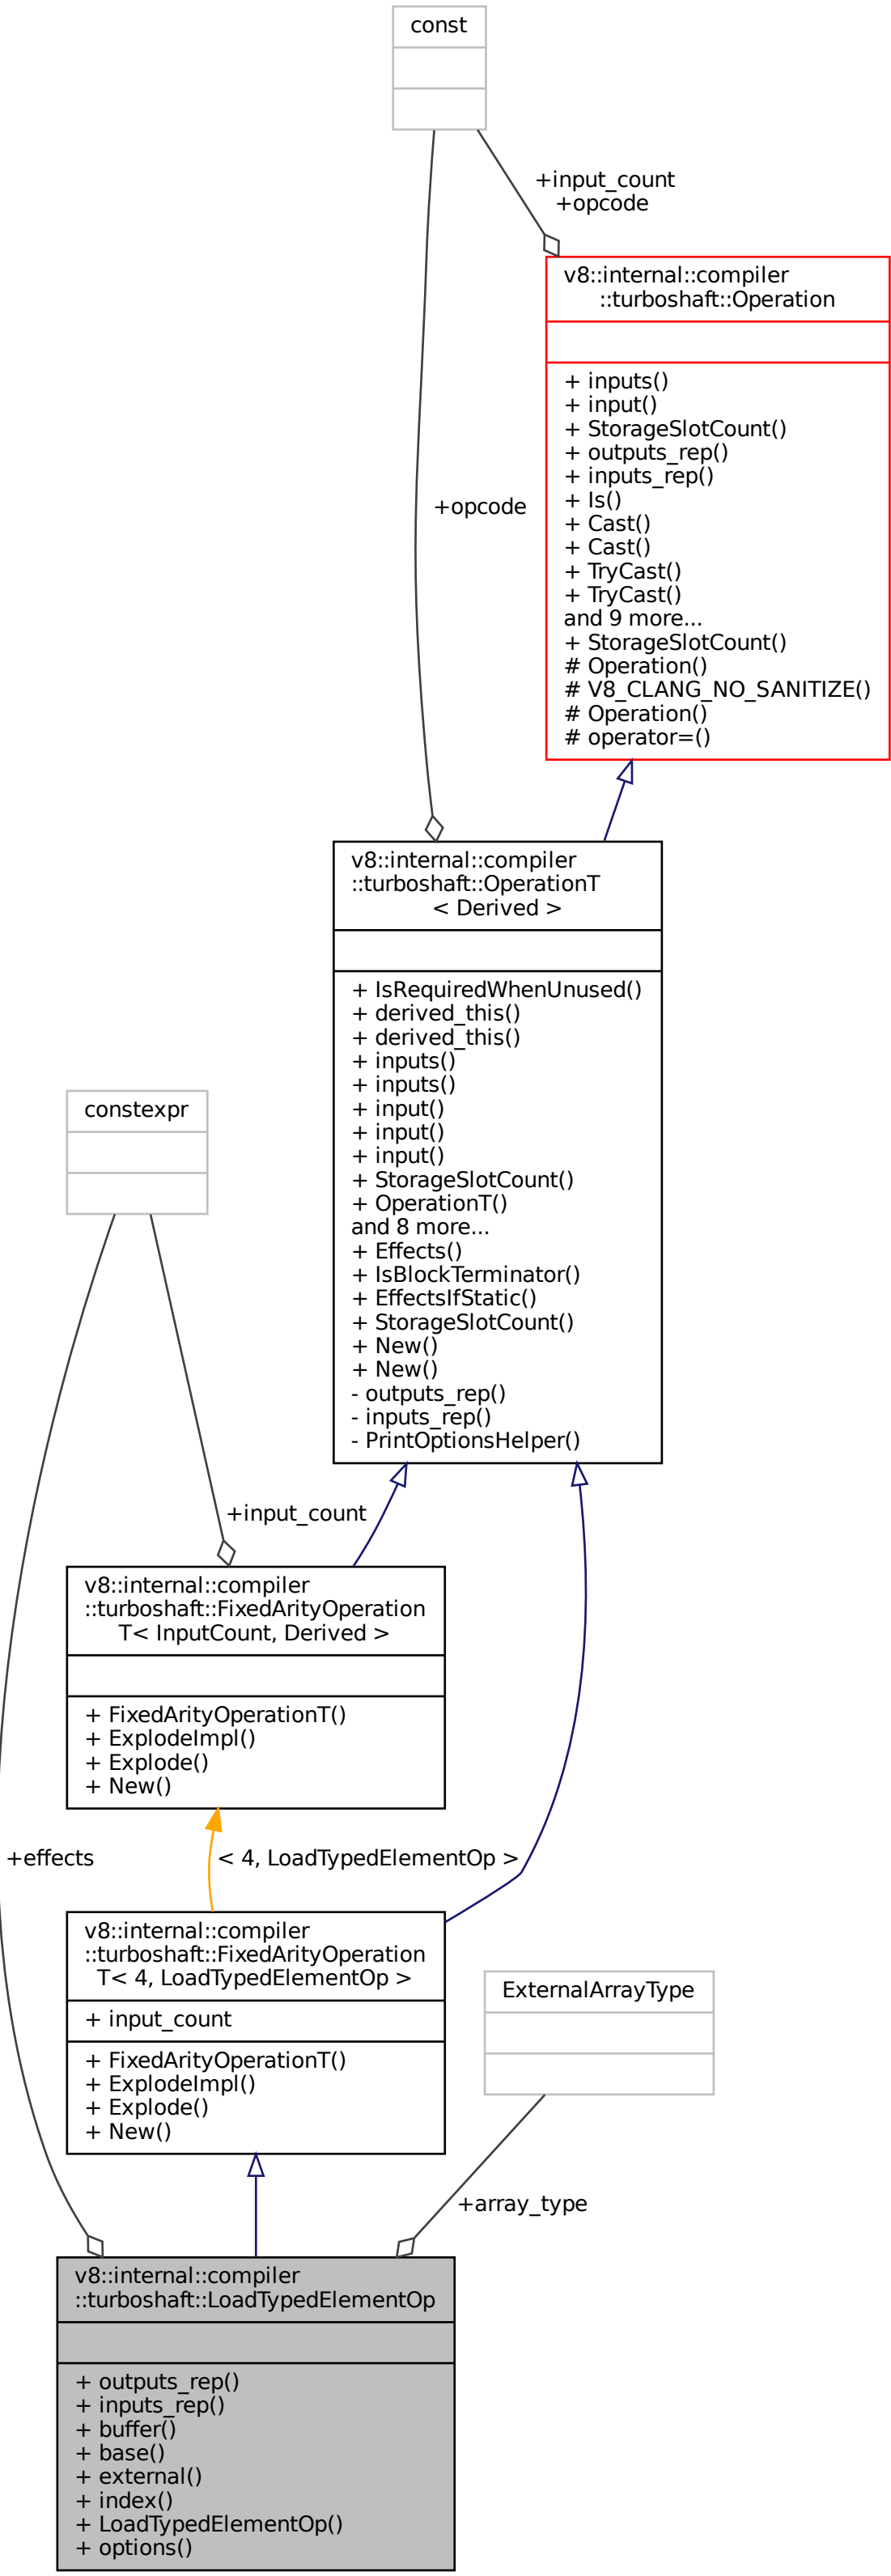 const
+input_count
+opcode
v8::internal::compiler
::turboshaft::Operation
+ inputs()
+ input()
+ StorageSlotCount()
+ outputs_rep()
+ inputs_rep()
+ Is()
+ Cast()
+ Cast()
+ TryCast()
+ TryCast()
and 9 more...
+ StorageSlotCount()
# Operation()
# V8_CLANG_NO_SANITIZE()
# Operation()
# operator=()
+opcode
v8::internal::compiler
::turboshaft::OperationT
< Derived >
+ IsRequiredWhenUnused()
+ derived_this()
+ derived_this()
+ inputs()
+ inputs()
+ input()
+ input()
+ input()
+ StorageSlotCount()
+ OperationT()
and 8 more...
+ Effects()
+ IsBlockTerminator()
+ EffectsIfStatic()
+ StorageSlotCount()
+ New()
+ New()
- outputs_rep()
- inputs_rep()
- PrintOptionsHelper()
constexpr
+input_count
v8::internal::compiler
::turboshaft::FixedArityOperation
T< InputCount, Derived >
+ FixedArityOperationT()
+ ExplodeImpl()
+ Explode()
+ New()
+effects
< 4, LoadTypedElementOp >
v8::internal::compiler
::turboshaft::FixedArityOperation
T< 4, LoadTypedElementOp >
+ input_count
+ FixedArityOperationT()
+ ExplodeImpl()
+ Explode()
+ New()
ExternalArrayType
+array_type
v8::internal::compiler
::turboshaft::LoadTypedElementOp
+ outputs_rep()
+ inputs_rep()
+ buffer()
+ base()
+ external()
+ index()
+ LoadTypedElementOp()
+ options()